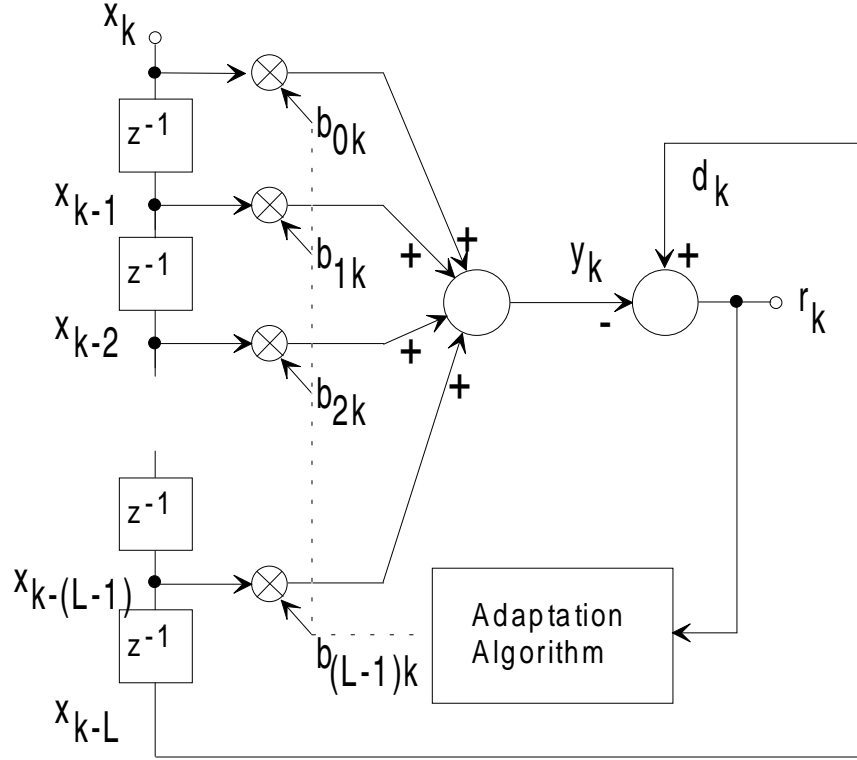 x_k
z^-1
b_0k
d_k
x_k-1
+
+
y_k
+
b_1k
z^-1
-
r_k
x_k-2
+
+
b_2k
z^-1
x_k-(L-1)
Adaptation
Algorithm
z^-1
b_(L-1)k
x_k-L